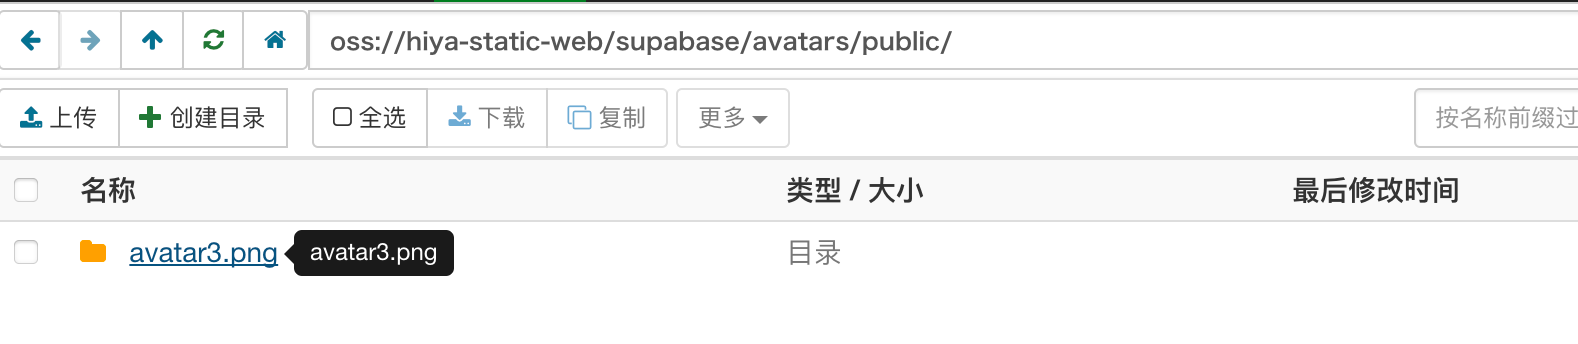 oss://hiya-static-web/supabase/avatars/public/
上传 创建目录 全选 下载 复制 更多 按名称前缀过
名称 类型 / 大小 最后修改时间
avatar3.png avatar3.png 目录